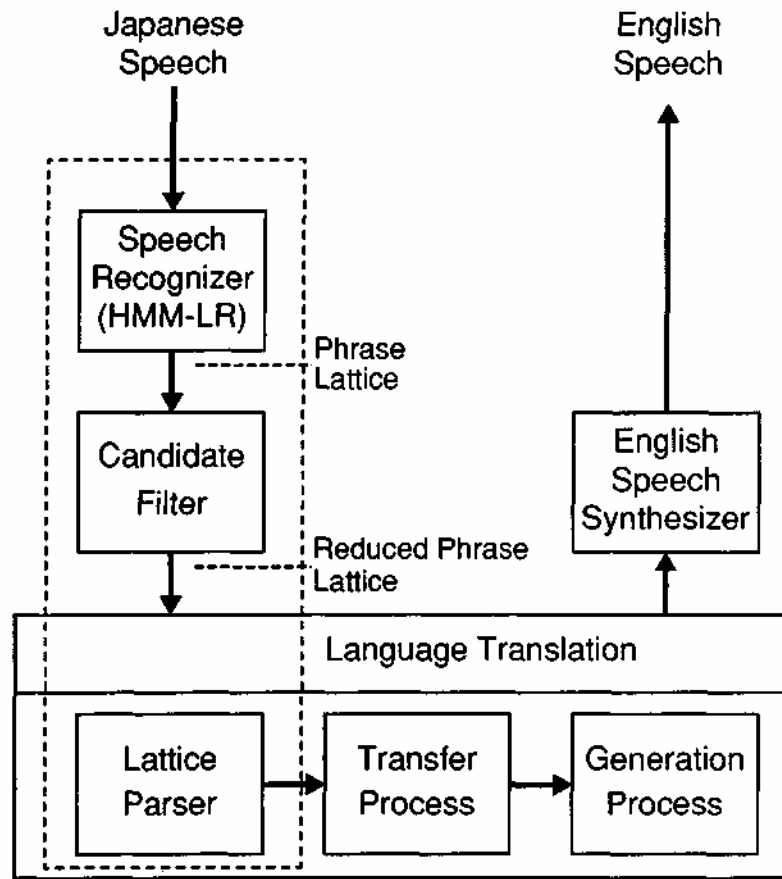 Japanese
Speech
English
Speech
Speech
Recognizer
(HMM-LR)
Phrase
Lattice
Candidate
Filter
English
Speech
Synthesizer
Reduced Phrase
Lattice
Language Translation
Lattice
Parser
Transfer
Process
Generation
Process